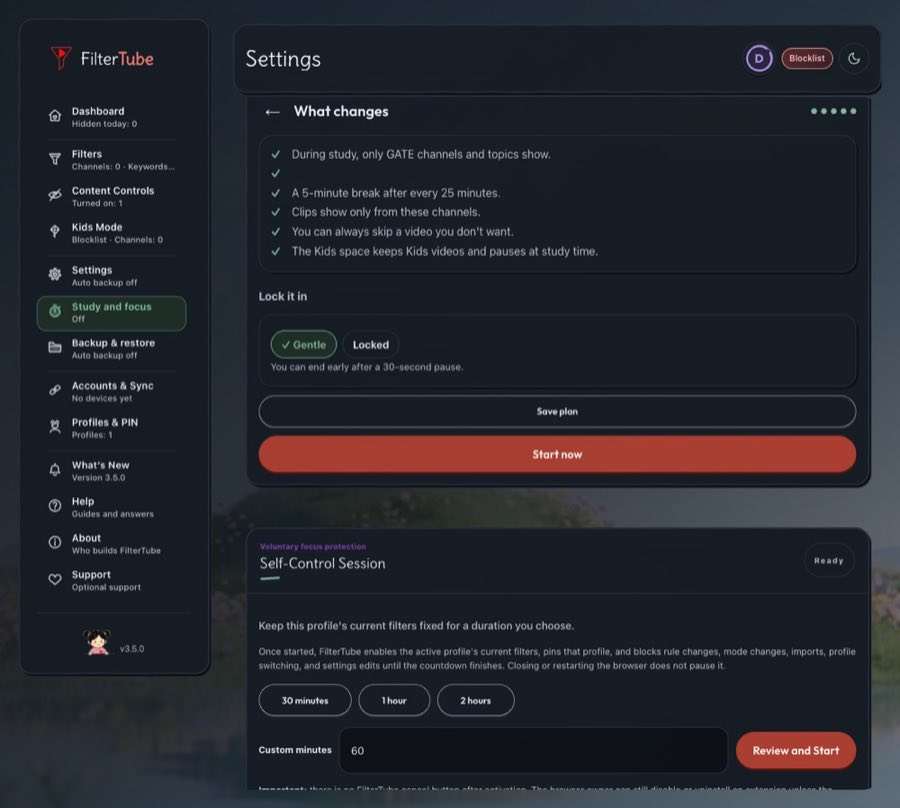 FilterTube
Dashboard
Hidden today: 0
Filters
Channels: 0 · Keywords...
Content Controls
Turned on: 1
Kids Mode
Blocklist · Channels: 0
Settings
Auto backup off
Study and focus
Off
Backup & restore
Auto backup off
Accounts & Sync
No devices yet
Profiles & PIN
Profiles: 1
What's New
Version 3.5.0
Help
Guides and answers
About
Who builds FilterTube
Support
Optional support
v3.5.0
Settings
D
Blocklist
What changes
During study, only GATE channels and topics show.
A 5-minute break after every 25 minutes.
Clips show only from these channels.
You can always skip a video you don't want.
The Kids space keeps Kids videos and pauses at study time.
Lock it in
Gentle
Locked
You can end early after a 30-second pause.
Save plan
Start now
Voluntary focus protection
Self-Control Session
Ready
Keep this profile's current filters fixed for a duration you choose.
Once started, FilterTube enables the active profile's current filters, pins that profile, and blocks rule changes, mode changes, imports, profile
switching, and settings edits until the countdown finishes. Closing or restarting the browser does not pause it.
30 minutes
1 hour
2 hours
Custom minutes
60
Review and Start